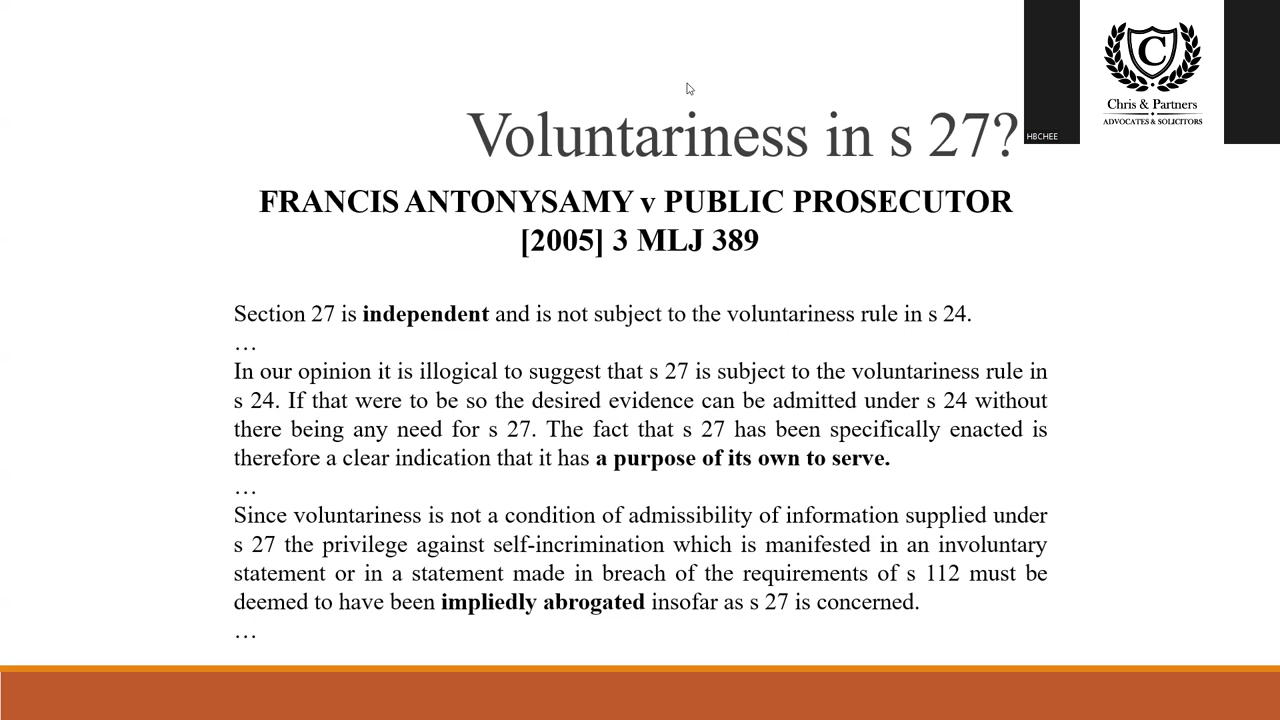 C
Chris & Partners
ADVOCATES & SOLICITORS
HBCHEE
Voluntariness in s 27?
FRANCIS ANTONYSAMY v PUBLIC PROSECUTOR
[2005] 3 MLJ 389
Section 27 is independent and is not subject to the voluntariness rule in s 24.
…
In our opinion it is illogical to suggest that s 27 is subject to the voluntariness rule in
s 24. If that were to be so the desired evidence can be admitted under s 24 without
there being any need for s 27. The fact that s 27 has been specifically enacted is
therefore a clear indication that it has a purpose of its own to serve.
…
Since voluntariness is not a condition of admissibility of information supplied under
s 27 the privilege against self-incrimination which is manifested in an involuntary
statement or in a statement made in breach of the requirements of s 112 must be
deemed to have been impliedly abrogated insofar as s 27 is concerned.
…